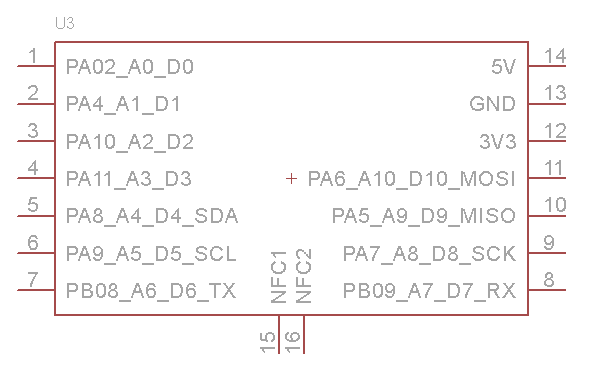 U3
1 PA02_A0_D0 5V 14
2 PA4_A1_D1 GND 13
3 PA10_A2_D2 3V3 12
4 PA11_A3_D3 PA6_A10_D10_MOSI 11
5 PA8_A4_D4_SDA PA5_A9_D9_MISO 10
6 PA9_A5_D5_SCL PA7_A8_D8_SCK 9
7 PB08_A6_D6_TX PB09_A7_D7_RX 8
NFC1
NFC2
15
16